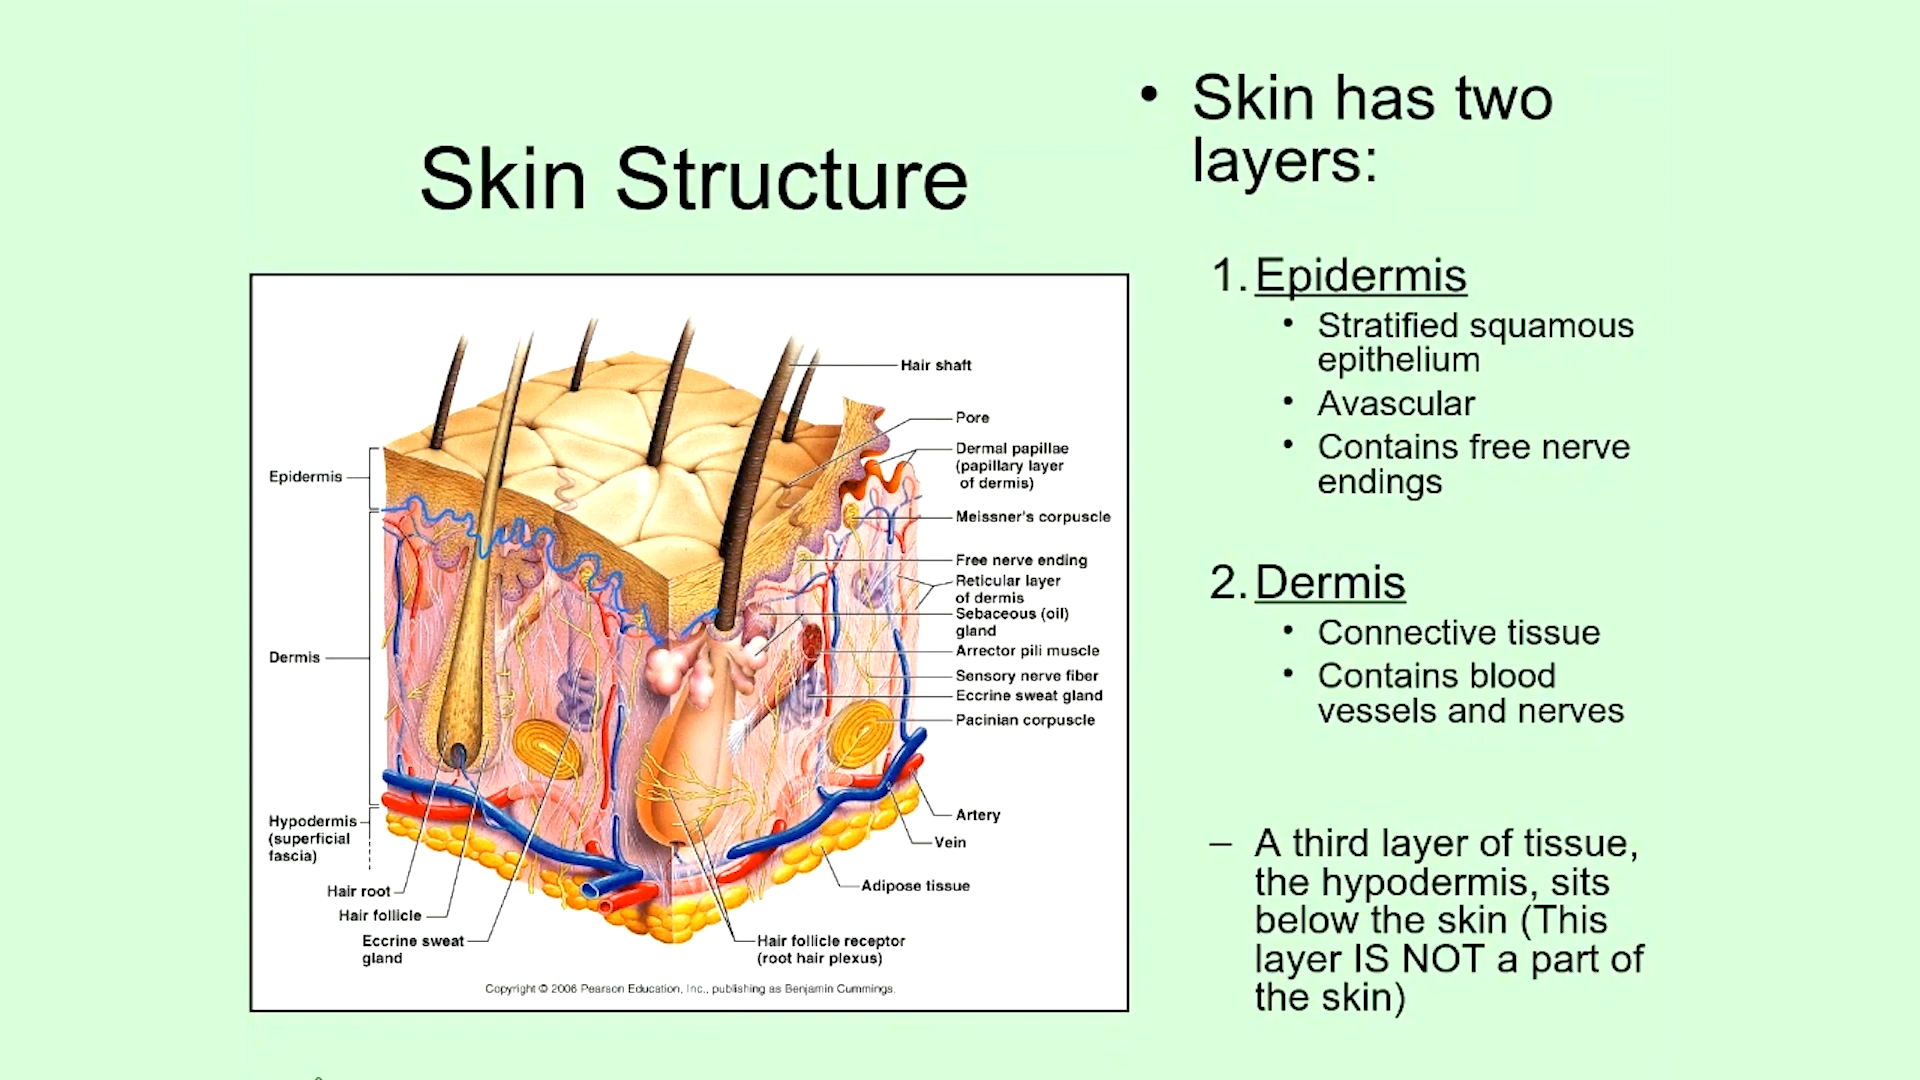 Skin Structure
Hair shaft
Pore
Dermal papillae
(papillary layer
of dermis)
Meissner's corpuscle
Free nerve ending
Reticular layer
of dermis
Sebaceous (oil)
gland
Arrector pili muscle
Sensory nerve fiber
Eccrine sweat gland
Pacinian corpuscle
Artery
Vein
Adipose tissue
Hair follicle receptor
(root hair plexus)
Epidermis
Dermis
Hypodermis
(superficial
fascia)
Hair root
Hair follicle
Eccrine sweat
gland
Copyright © 2006 Pearson Education, Inc., publishing as Benjamin Cummings.
• Skin has two
layers:
1. Epidermis
• Stratified squamous
epithelium
• Avascular
• Contains free nerve
endings
2. Dermis
• Connective tissue
• Contains blood
vessels and nerves
– A third layer of tissue,
the hypodermis, sits
below the skin (This
layer IS NOT a part of
the skin)